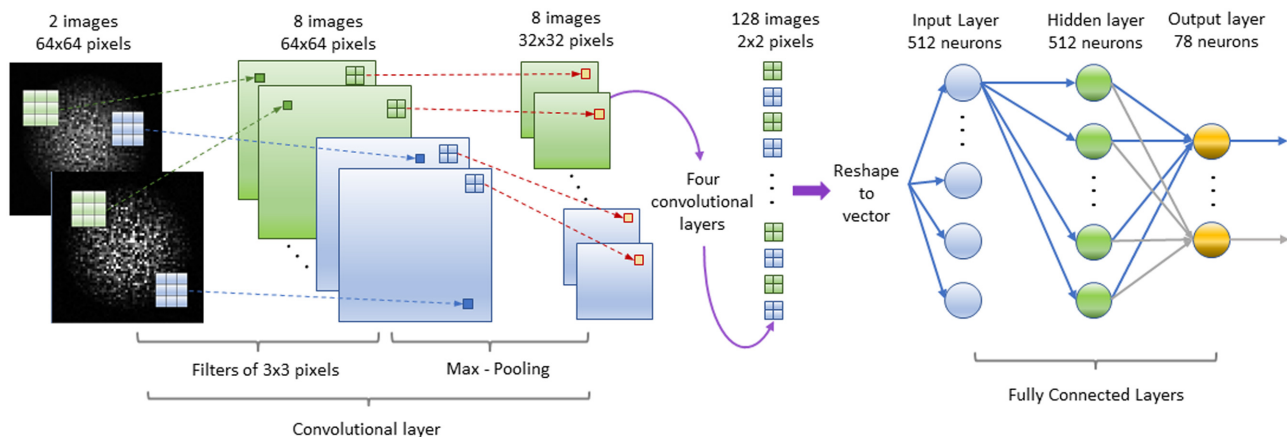 2 images
64x64 pixels
8 images
64x64 pixels
8 images
32x32 pixels
128 images
2x2 pixels
Input Layer
512 neurons
Hidden layer
512 neurons
Output layer
78 neurons
Four
convolutional
layers
Reshape
to
vector
Filters of 3x3 pixels
Max - Pooling
Convolutional layer
Fully Connected Layers